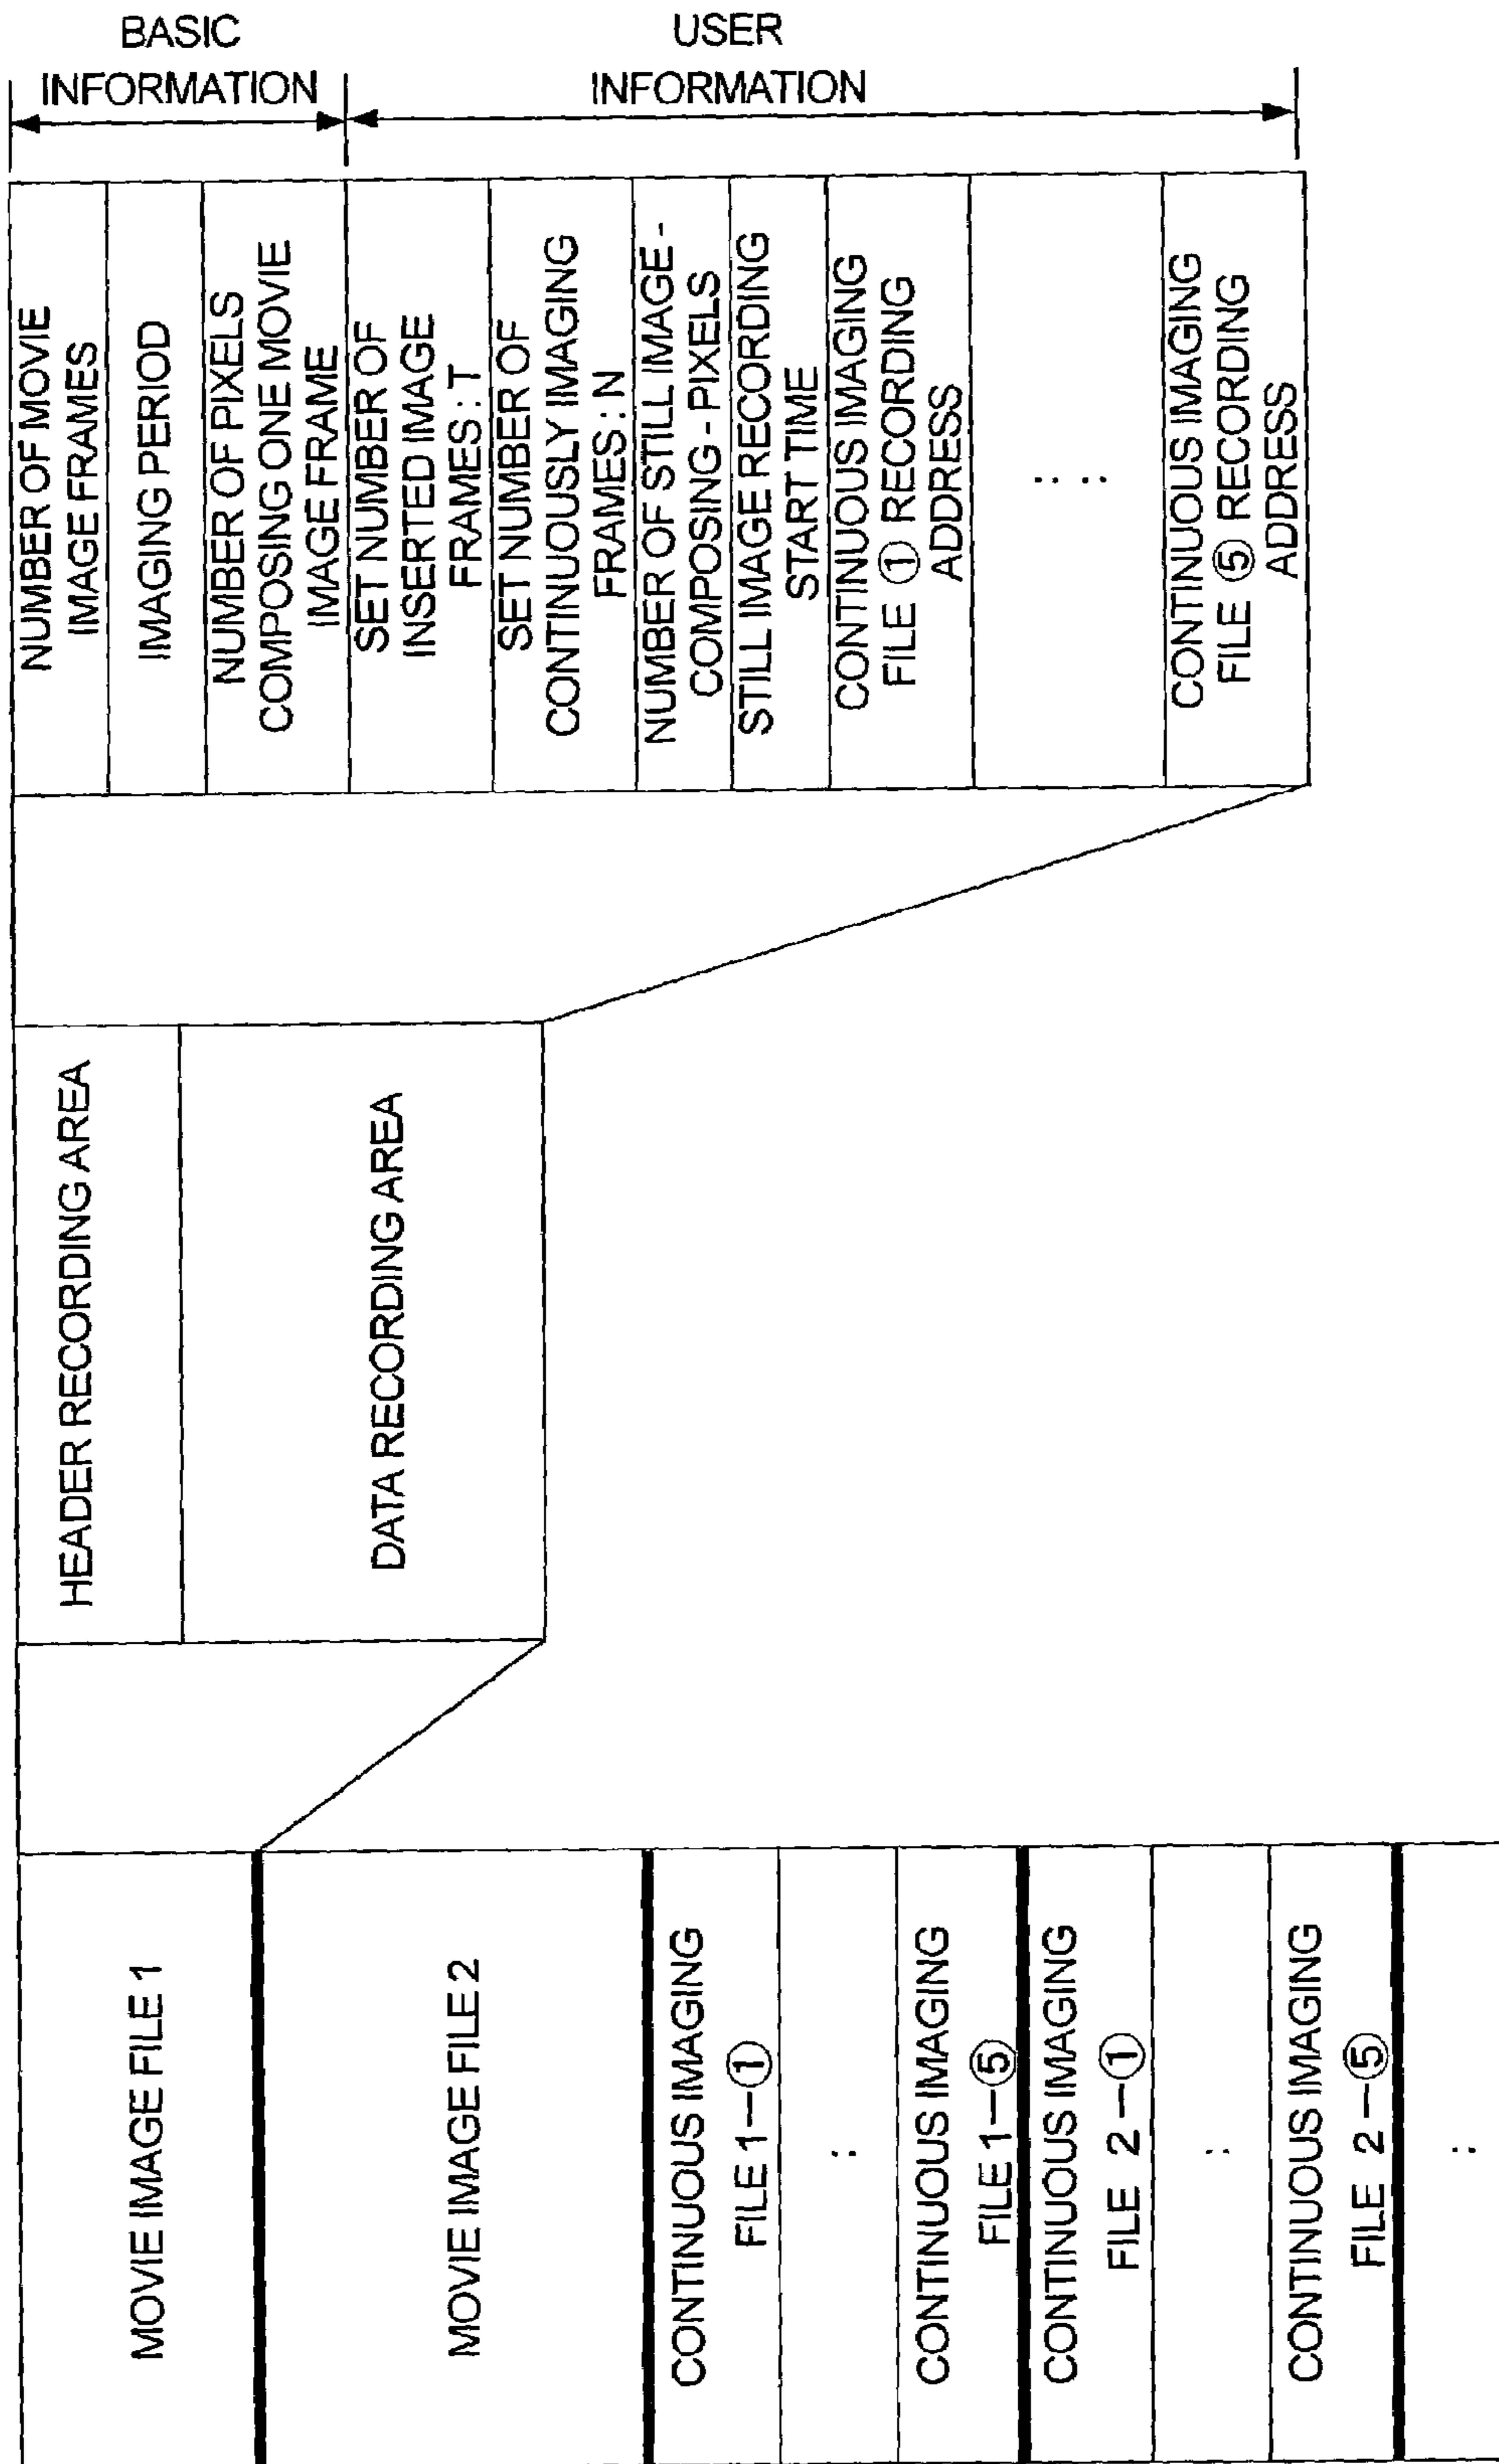 MOVIE IMAGE FILE 1
MOVIE IMAGE FILE 2
CONTINUOUS IMAGING
FILE 1—①
:
CONTINUOUS IMAGING
FILE 1—⑤
CONTINUOUS IMAGING
FILE 2—①
:
CONTINUOUS IMAGING
FILE 2—⑤
:
HEADER RECORDING AREA
DATA RECORDING AREA
NUMBER OF MOVIE
IMAGE FRAMES
IMAGING PERIOD
NUMBER OF PIXELS
COMPOSING ONE MOVIE
IMAGE FRAME
SET NUMBER OF
INSERTED IMAGE
FRAMES : T
SET NUMBER OF
CONTINUOUSLY IMAGING
FRAMES : N
NUMBER OF STILL IMAGE -
COMPOSING - PIXELS
STILL IMAGE RECORDING
START TIME
CONTINUOUS IMAGING
FILE ① RECORDING
ADDRESS
: :
CONTINUOUS IMAGING
FILE ⑤ RECORDING
ADDRESS
BASIC
INFORMATION
USER
INFORMATION